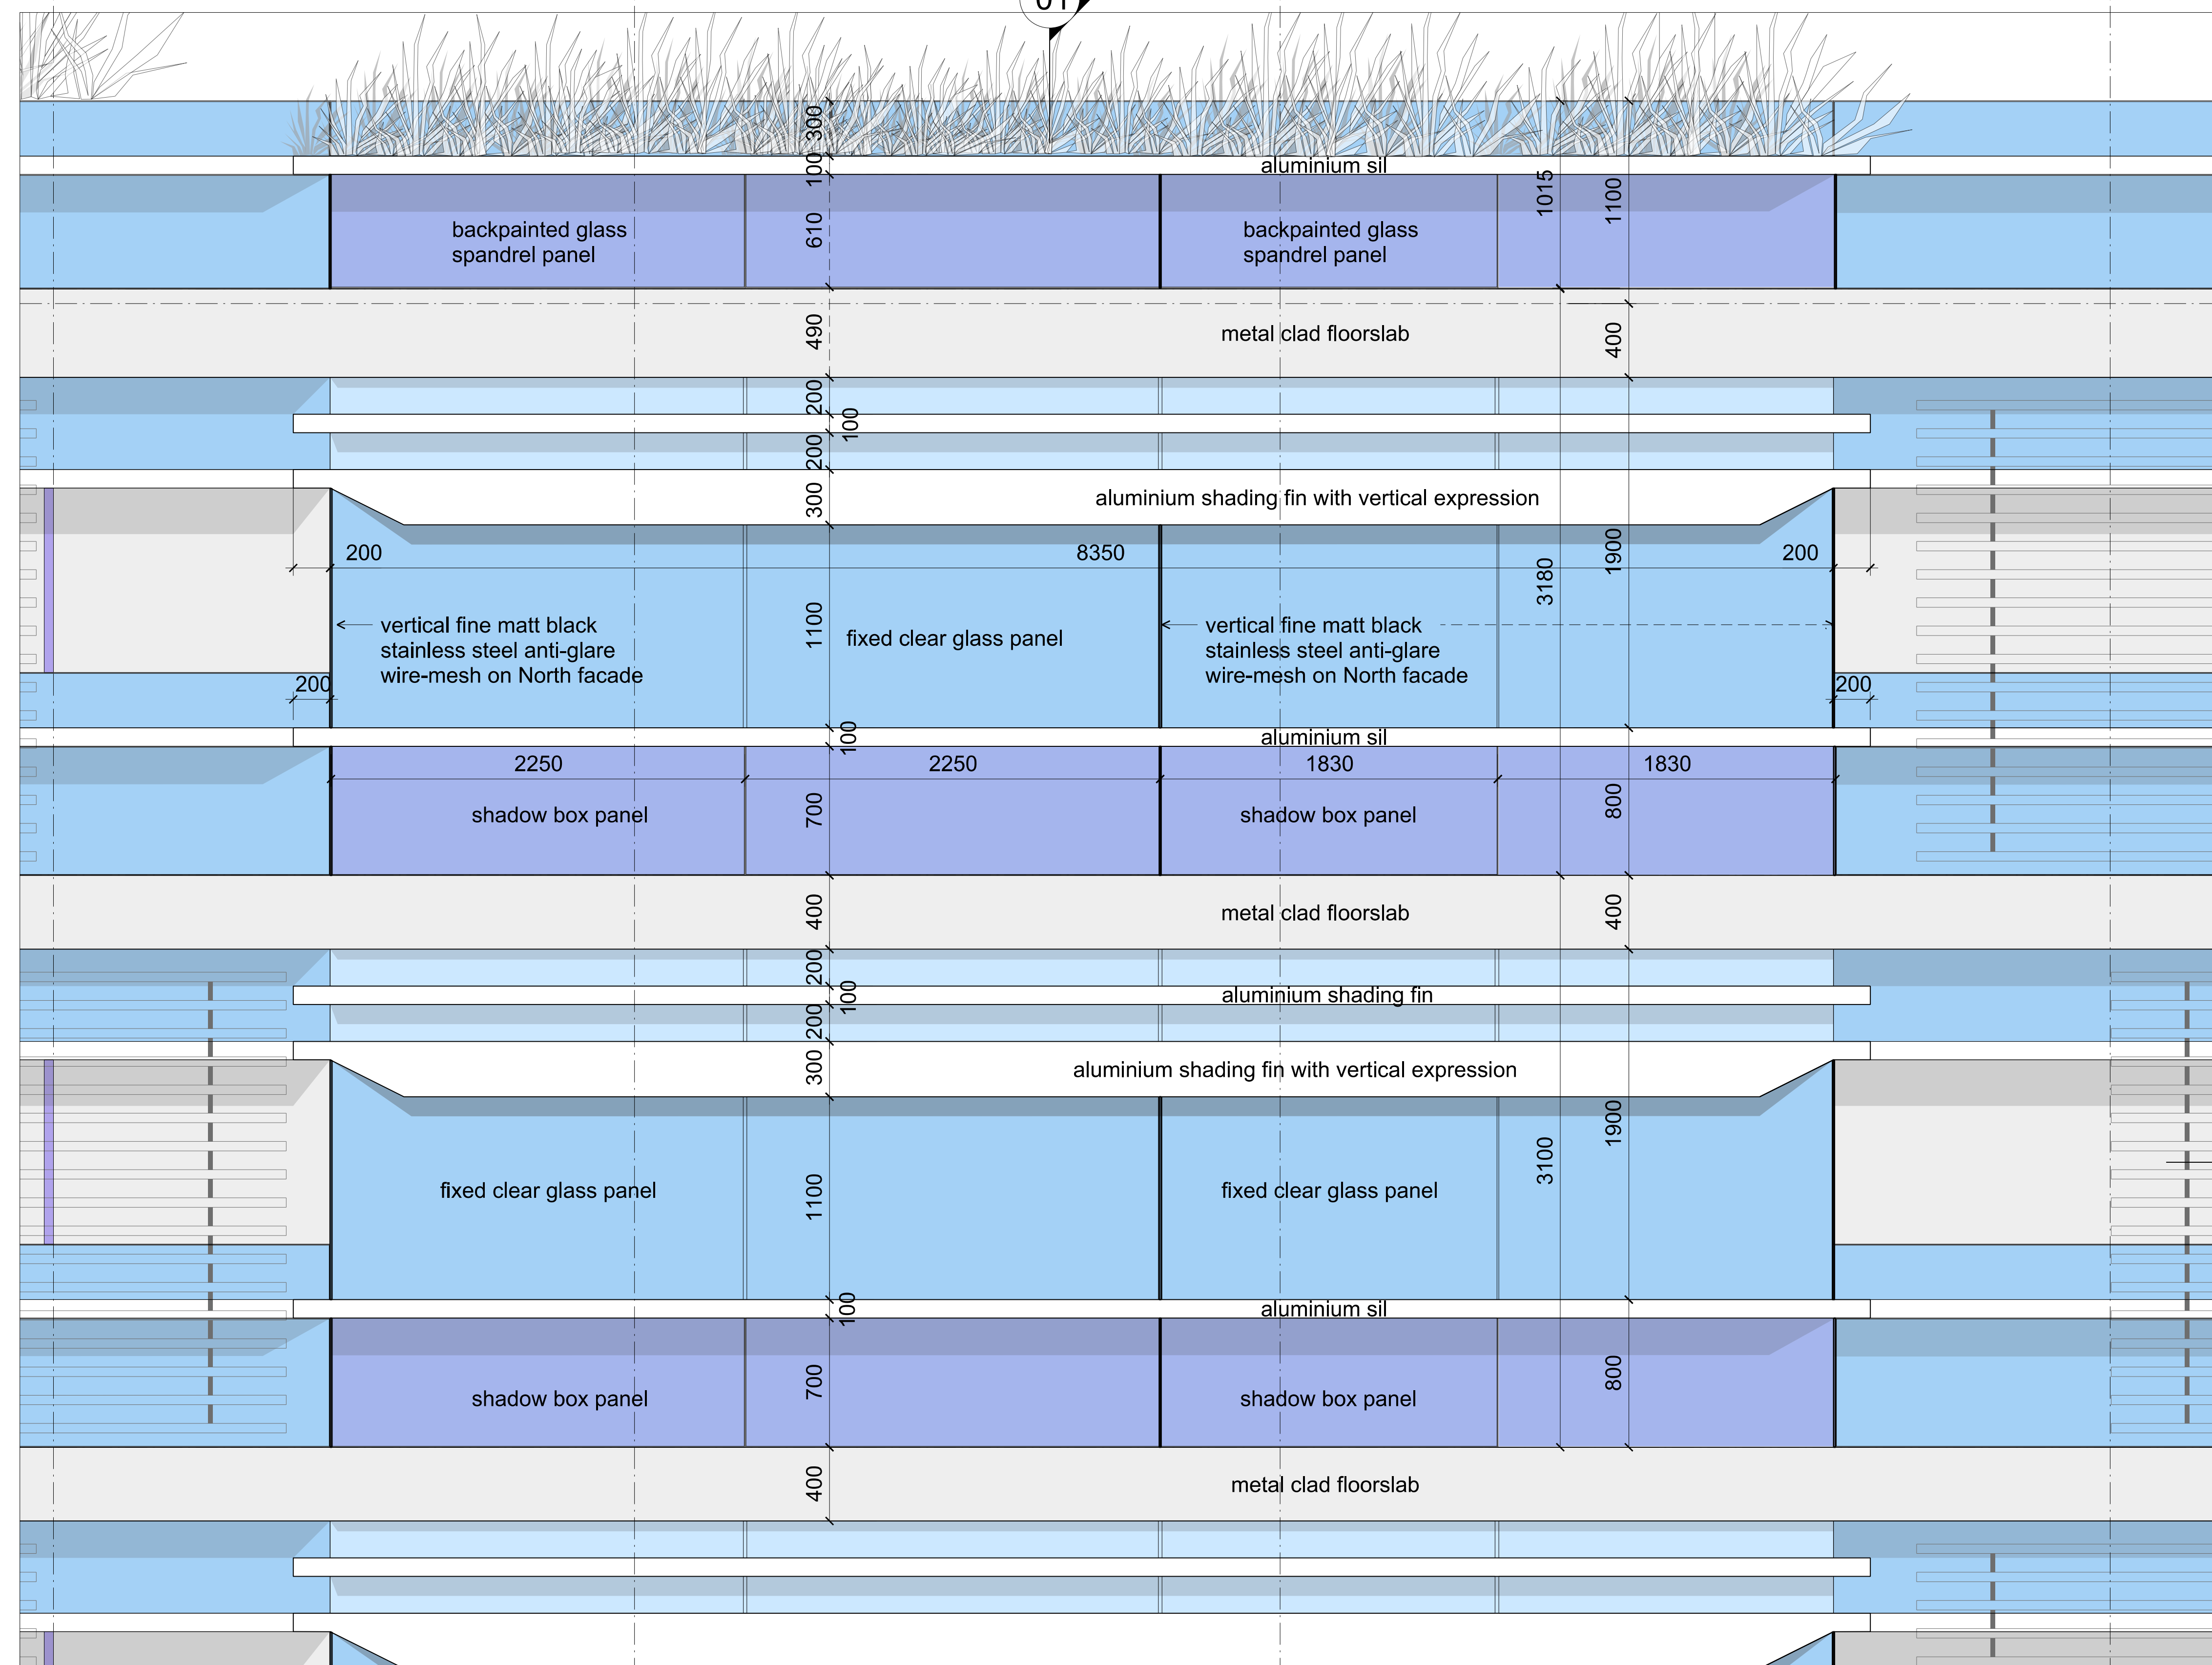 01
300
100
aluminium sil
1015
1100
backpainted glass
spandrel panel
610
backpainted glass
spandrel panel
490
metal clad floorslab
400
200
100
200
300
aluminium shading fin with vertical expression
200
8350
3180
1900
200
vertical fine matt black
stainless steel anti-glare
wire-mesh on North facade
1100
fixed clear glass panel
vertical fine matt black
stainless steel anti-glare
wire-mesh on North facade
200
200
100
aluminium sil
2250
2250
1830
1830
shadow box panel
700
shadow box panel
800
400
metal clad floorslab
400
200
100
aluminium shading fin
200
300
aluminium shading fin with vertical expression
3100
1900
fixed clear glass panel
1100
fixed clear glass panel
100
aluminium sil
shadow box panel
700
shadow box panel
800
400
metal clad floorslab